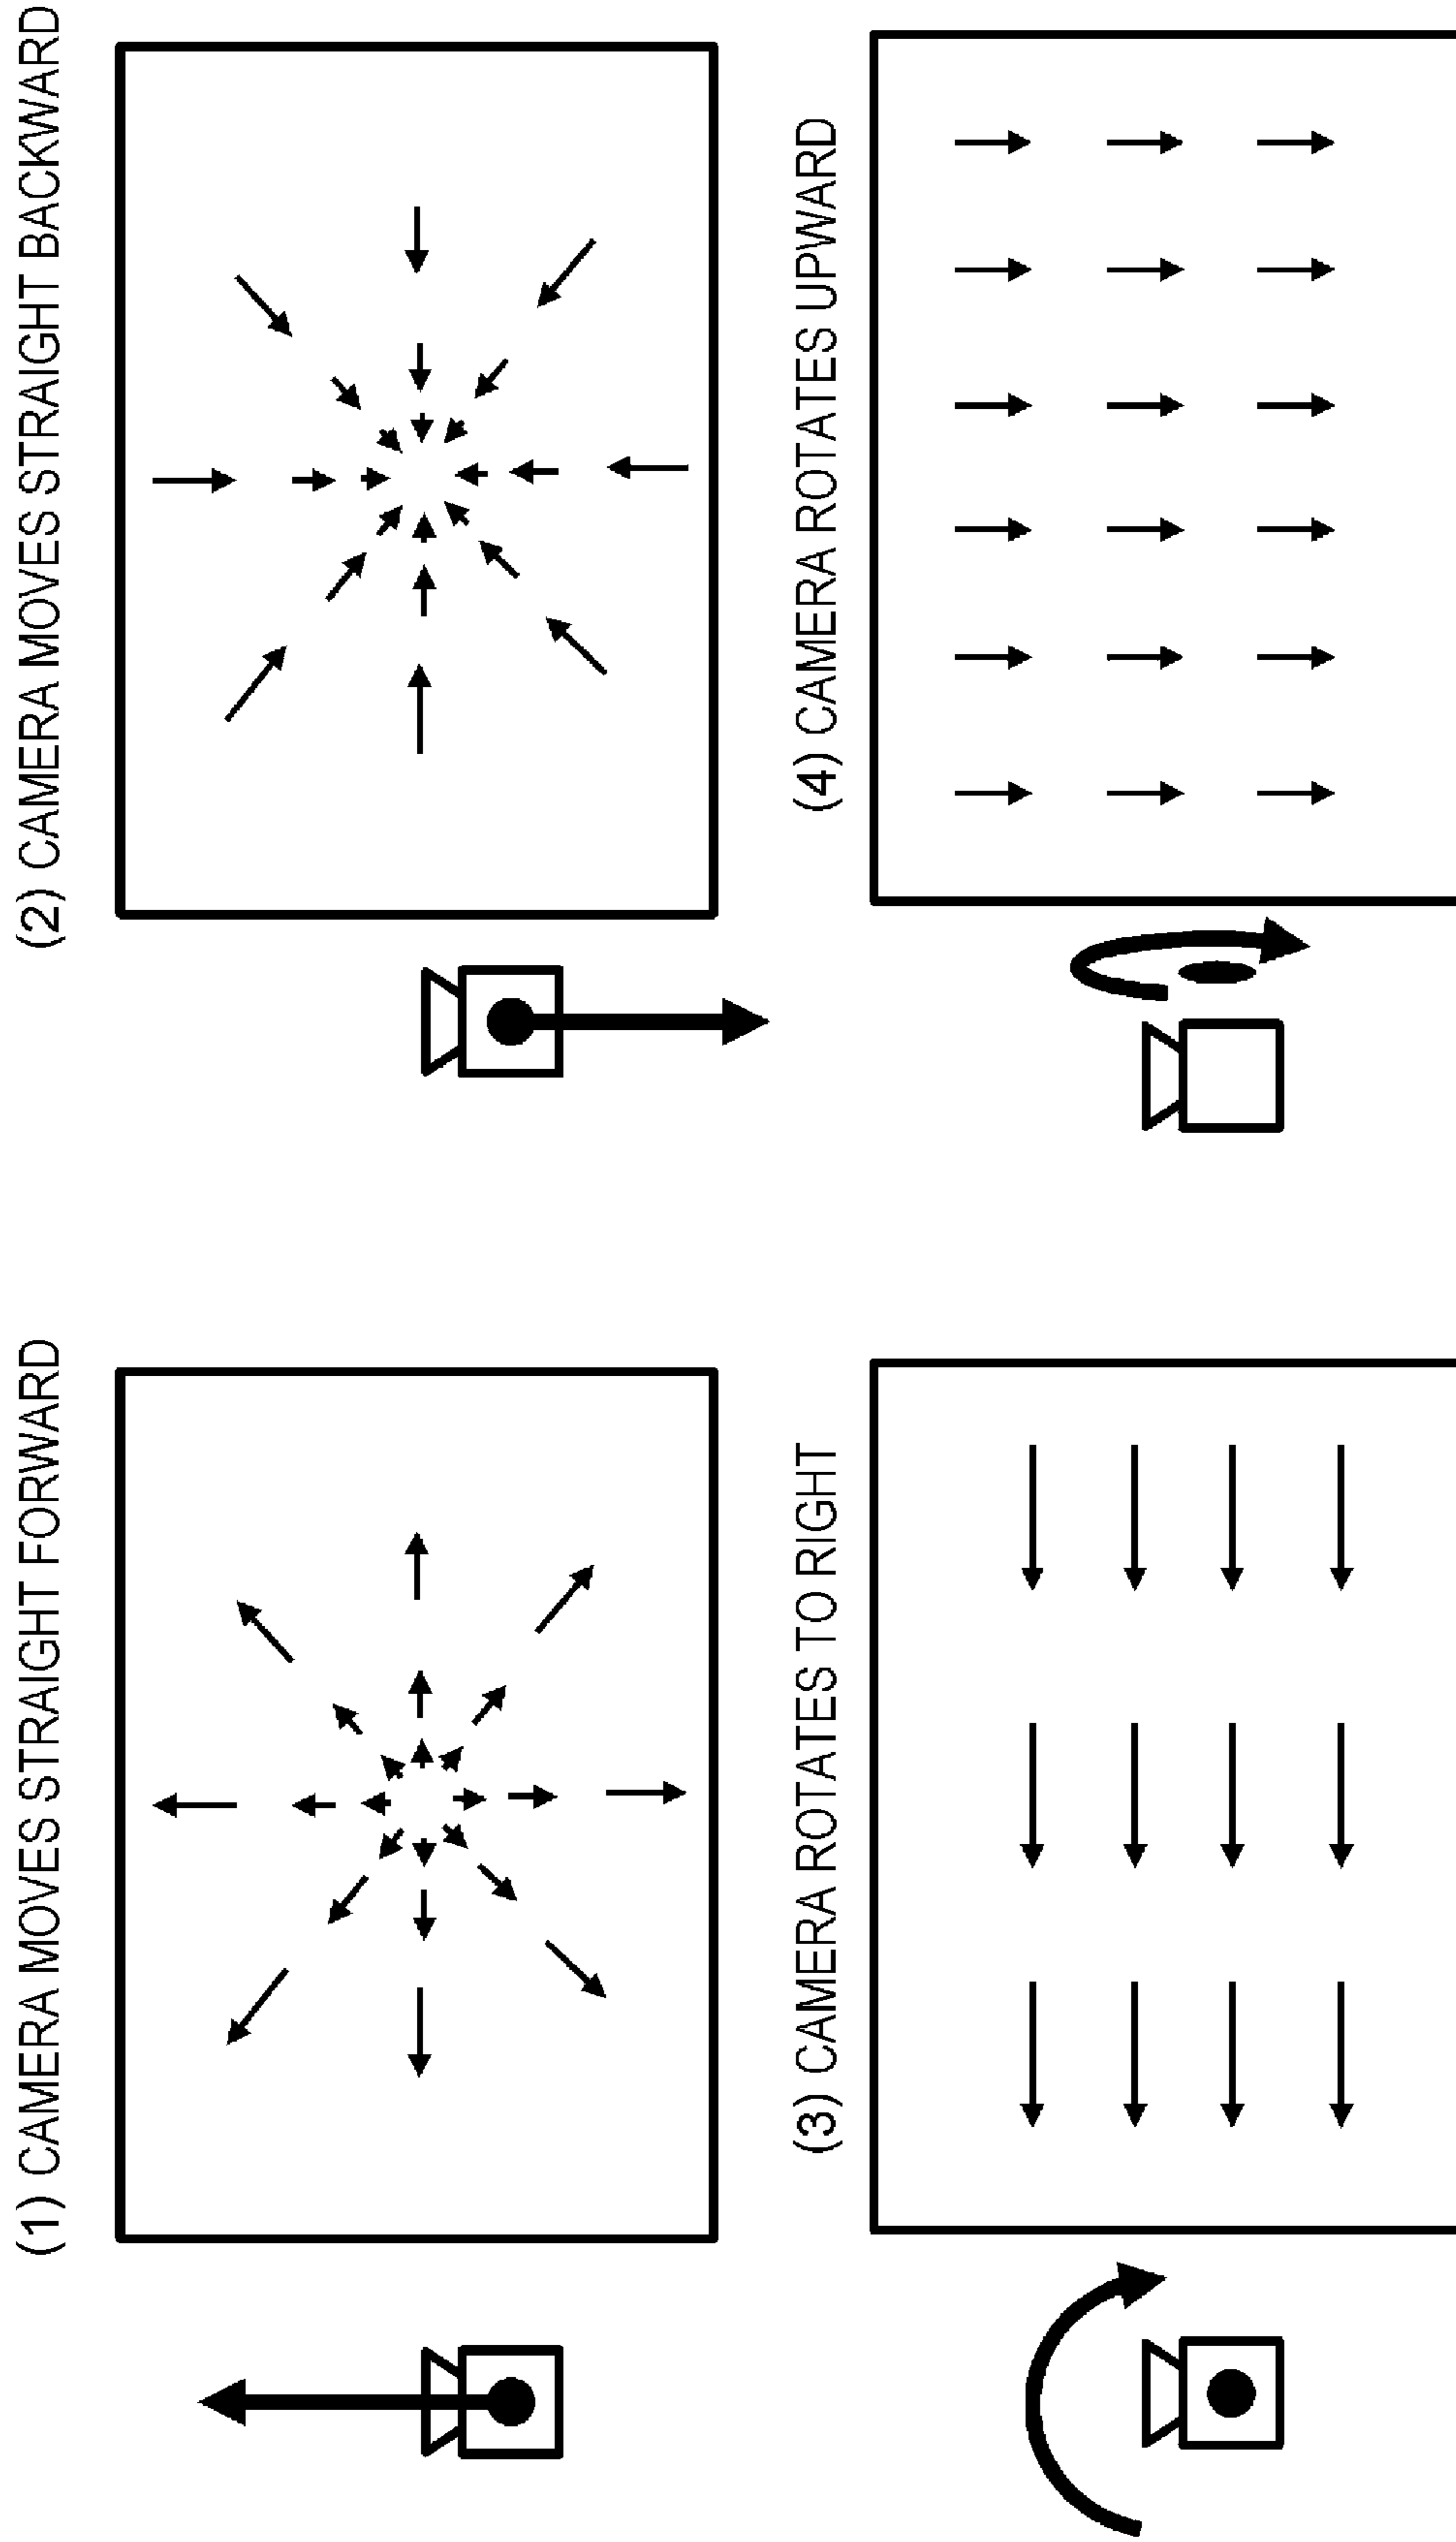 (1) CAMERA MOVES STRAIGHT FORWARD
(2) CAMERA MOVES STRAIGHT BACKWARD
(3) CAMERA ROTATES TO RIGHT
(4) CAMERA ROTATES UPWARD